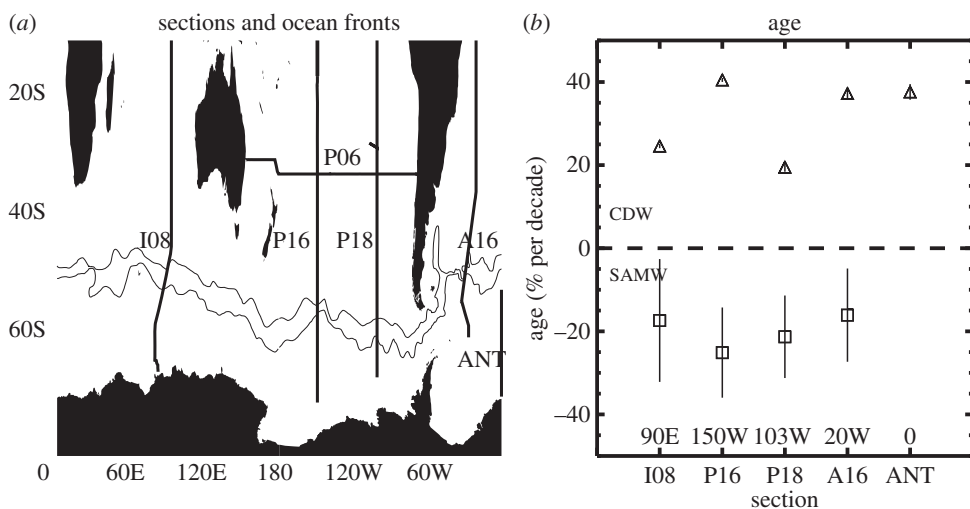 (a) sections and ocean fronts
20S
40S
60S
P06
I08
P16
P18
A16
ANT
0 60E 120E 180 120W 60W
(b) age
age (% per decade)
40
20
0
−20
−40
CDW
SAMW
90E 150W 103W 20W 0
I08 P16 P18 A16 ANT
section